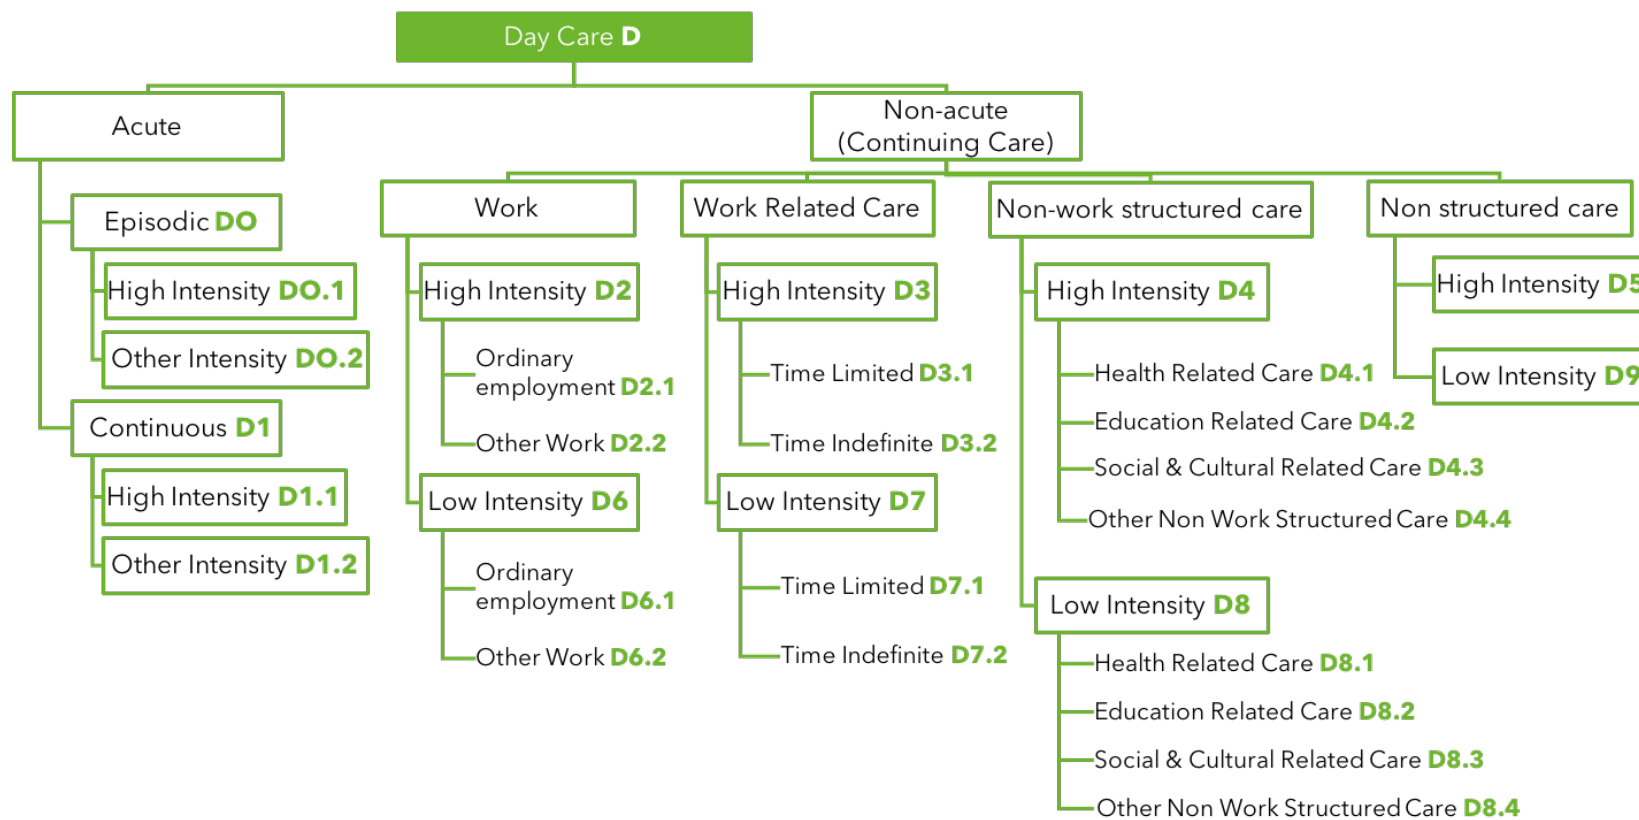 Day Care D
Acute
Non-acute
(Continuing Care)
Episodic DO
High Intensity DO.1
Other Intensity DO.2
Continuous D1
High Intensity D1.1
Other Intensity D1.2
Work
High Intensity D2
Ordinary
employment D2.1
Other Work D2.2
Low Intensity D6
Ordinary
employment D6.1
Other Work D6.2
Work Related Care
High Intensity D3
Time Limited D3.1
Time Indefinite D3.2
Low Intensity D7
Time Limited D7.1
Time Indefinite D7.2
Non-work structured care
High Intensity D4
Health Related Care D4.1
Education Related Care D4.2
Social & Cultural Related Care D4.3
Other Non Work Structured Care D4.4
Low Intensity D8
Health Related Care D8.1
Education Related Care D8.2
Social & Cultural Related Care D8.3
Other Non Work Structured Care D8.4
Non structured care
High Intensity D5
Low Intensity D9